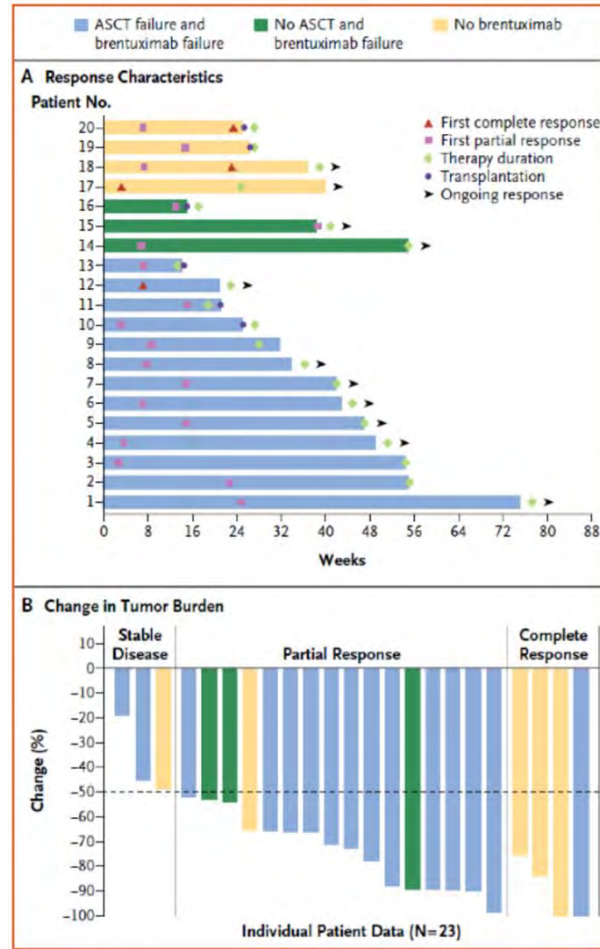 ASCT failure and
brentuximab failure
No ASCT and
brentuximab failure
No brentuximab
A Response Characteristics
Patient No.
20
19
18
17
16
15
14
13
12
11
10
9
8
7
6
5
4
3
2
1
First complete response
First partial response
Therapy duration
Transplantation
Ongoing response
0 8 16 24 32 40 48 56 64 72 80 88
Weeks
B Change in Tumor Burden
Stable
Disease
Partial Response
Complete
Response
10
0
-10
-20
-30
-40
-50
-60
-70
-80
-90
-100
Change (%)
Individual Patient Data (N=23)